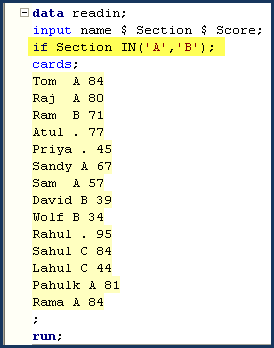 data readin;
input name $ Section $ Score;
if Section IN('A','B');
cards;
Tom  A 84
Raj  A 80
Ram  B 71
Atul . 77
Priya . 45
Sandy A 67
Sam  A 57
David B 39
Wolf B 34
Rahul . 95
Sahul C 84
Lahul C 44
Pahulk A 81
Rama A 84
;
run;